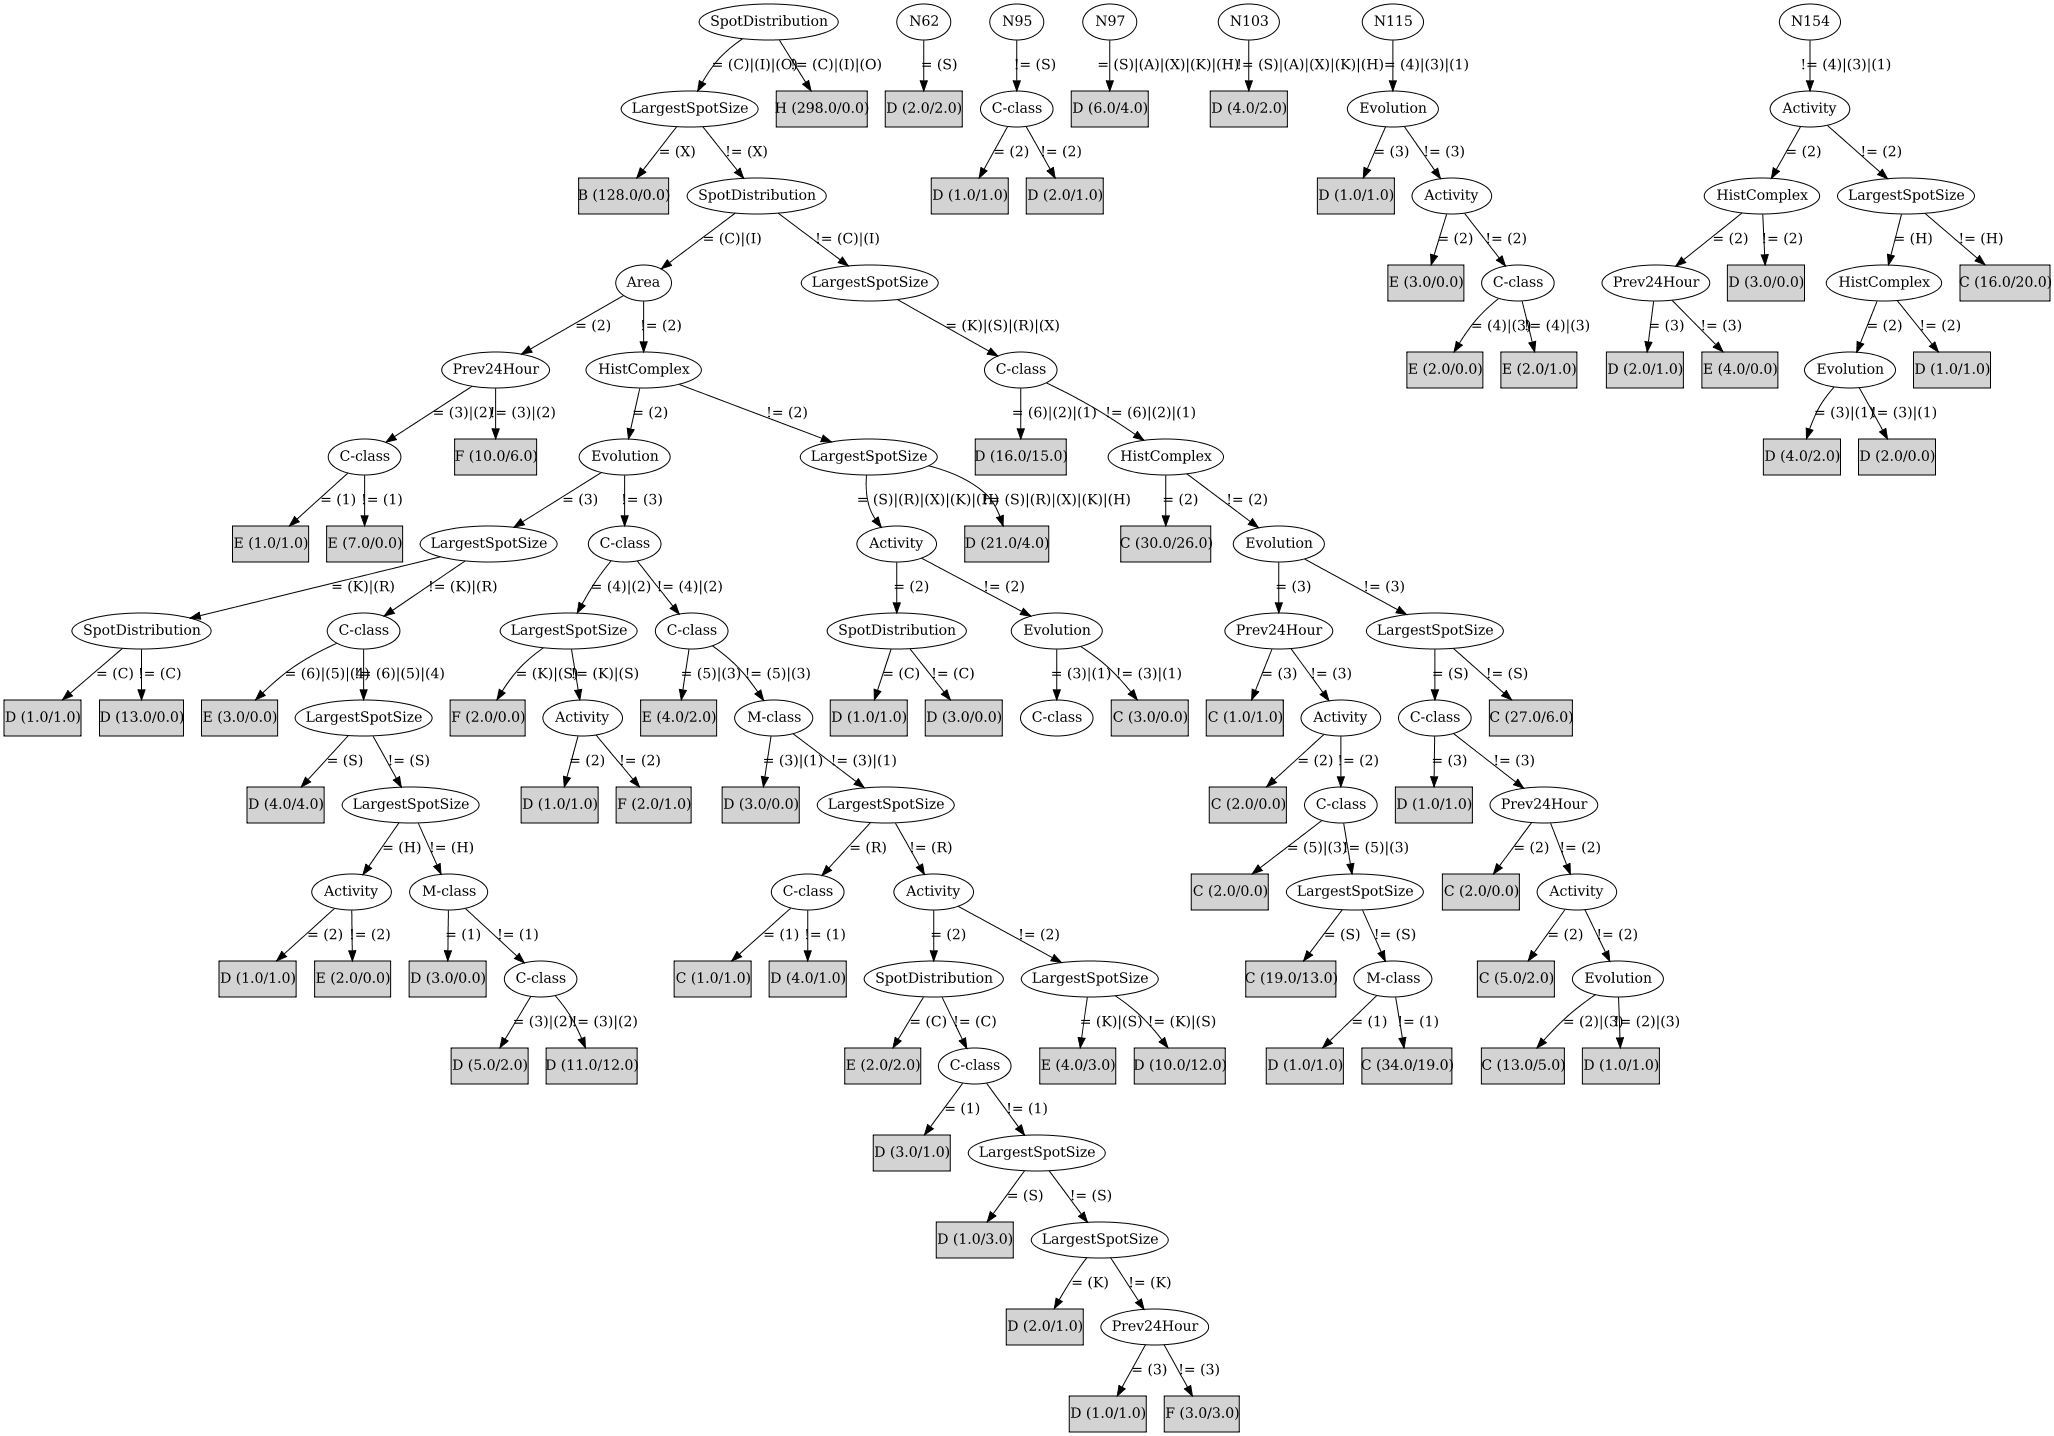 SpotDistribution N62 N95 N97 N103 N115 N154
= (C)|(I)|(O) != (C)|(I)|(O) = (S) != (S) = (S)|(A)|(X)|(K)|(H) != (S)|(A)|(X)|(K)|(H) = (4)|(3)|(1) != (4)|(3)|(1)
LargestSpotSize H (298.0/0.0) D (2.0/2.0) C-class D (6.0/4.0) D (4.0/2.0) Evolution Activity
= (X) != (X) = (2) != (2) = (3) != (3) = (2) != (2)
B (128.0/0.0) SpotDistribution D (1.0/1.0) D (2.0/1.0) D (1.0/1.0) Activity HistComplex LargestSpotSize
= (C)|(I) != (C)|(I) = (2) != (2) = (2) != (2) = (H) != (H)
Area LargestSpotSize E (3.0/0.0) C-class Prev24Hour D (3.0/0.0) HistComplex C (16.0/20.0)
= (2) != (2) = (K)|(S)|(R)|(X) = (4)|(3) != (4)|(3) = (3) != (3) = (2) != (2)
Prev24Hour HistComplex C-class E (2.0/0.0) E (2.0/1.0) D (2.0/1.0) E (4.0/0.0) Evolution D (1.0/1.0)
= (3)|(2) != (3)|(2) = (2) != (2) = (6)|(2)|(1) != (6)|(2)|(1) = (3)|(1) != (3)|(1)
C-class F (10.0/6.0) Evolution LargestSpotSize D (16.0/15.0) HistComplex D (4.0/2.0) D (2.0/0.0)
= (1) != (1) = (3) != (3) = (S)|(R)|(X)|(K)|(H) != (S)|(R)|(X)|(K)|(H) = (2) != (2)
E (1.0/1.0) E (7.0/0.0) LargestSpotSize C-class Activity D (21.0/4.0) C (30.0/26.0) Evolution
= (K)|(R) != (K)|(R) = (4)|(2) != (4)|(2) = (2) != (2) = (3) != (3)
SpotDistribution C-class LargestSpotSize C-class SpotDistribution Evolution Prev24Hour LargestSpotSize
= (C) != (C) = (6)|(5)|(4) != (6)|(5)|(4) = (K)|(S) != (K)|(S) = (5)|(3) != (5)|(3) = (C) != (C) = (3)|(1) != (3)|(1) = (3) != (3) = (S) != (S)
D (1.0/1.0) D (13.0/0.0) E (3.0/0.0) LargestSpotSize F (2.0/0.0) Activity E (4.0/2.0) M-class D (1.0/1.0) D (3.0/0.0) C-class C (3.0/0.0) C (1.0/1.0) Activity C-class C (27.0/6.0)
= (S) != (S) = (2) != (2) = (3)|(1) != (3)|(1) = (2) != (2) = (3) != (3)
D (4.0/4.0) LargestSpotSize D (1.0/1.0) F (2.0/1.0) D (3.0/0.0) LargestSpotSize C (2.0/0.0) C-class D (1.0/1.0) Prev24Hour
= (H) != (H) = (R) != (R) = (5)|(3) != (5)|(3) = (2) != (2)
Activity M-class C-class Activity C (2.0/0.0) LargestSpotSize C (2.0/0.0) Activity
= (2) != (2) = (1) != (1) = (1) != (1) = (2) != (2) = (S) != (S) = (2) != (2)
D (1.0/1.0) E (2.0/0.0) D (3.0/0.0) C-class C (1.0/1.0) D (4.0/1.0) SpotDistribution LargestSpotSize C (19.0/13.0) M-class C (5.0/2.0) Evolution
= (3)|(2) != (3)|(2) = (C) != (C) = (K)|(S) != (K)|(S) = (1) != (1) = (2)|(3) != (2)|(3)
D (5.0/2.0) D (11.0/12.0) E (2.0/2.0) C-class E (4.0/3.0) D (10.0/12.0) D (1.0/1.0) C (34.0/19.0) C (13.0/5.0) D (1.0/1.0)
= (1) != (1)
D (3.0/1.0) LargestSpotSize
= (S) != (S)
D (1.0/3.0) LargestSpotSize
= (K) != (K)
D (2.0/1.0) Prev24Hour
= (3) != (3)
D (1.0/1.0) F (3.0/3.0)